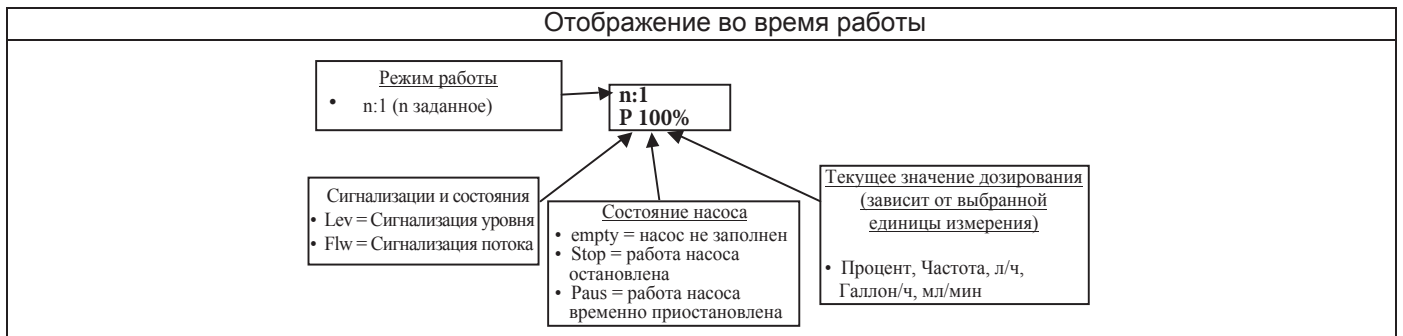 Отображение во время работы
Режим работы
• n:1 (n заданное)
n:1
P 100%
Сигнализации и состояния
• Lev = Сигнализация уровня
• Flw = Сигнализация потока
Состояние насоса
• empty = насос не заполнен
• Stop = работа насоса
остановлена
• Paus = работа насоса
временно приостановлена
Текущее значение дозирования
(зависит от выбранной
единицы измерения)
• Процент, Частота, л/ч,
Галлон/ч, мл/мин